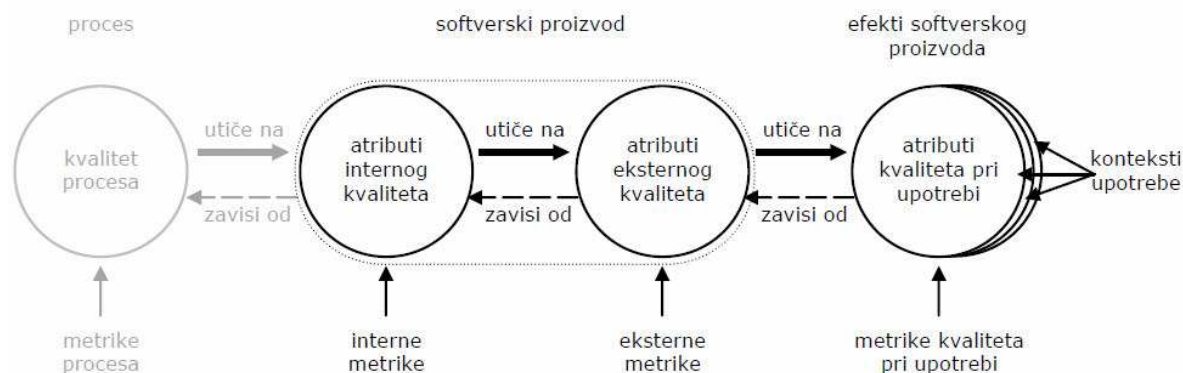 proces
softverski proizvod
efekti softverskog
proizvoda
kvalitet
procesa
utiče na
zavisi od
atributi
internog
kvaliteta
utiče na
zavisi od
atributi
eksternog
kvaliteta
utiče na
zavisi od
atributi
kvaliteta pri
upotrebi
konteksti
upotrebe
metrike
procesa
interne
metrike
eksterne
metrike
metrike kvaliteta
pri upotrebi